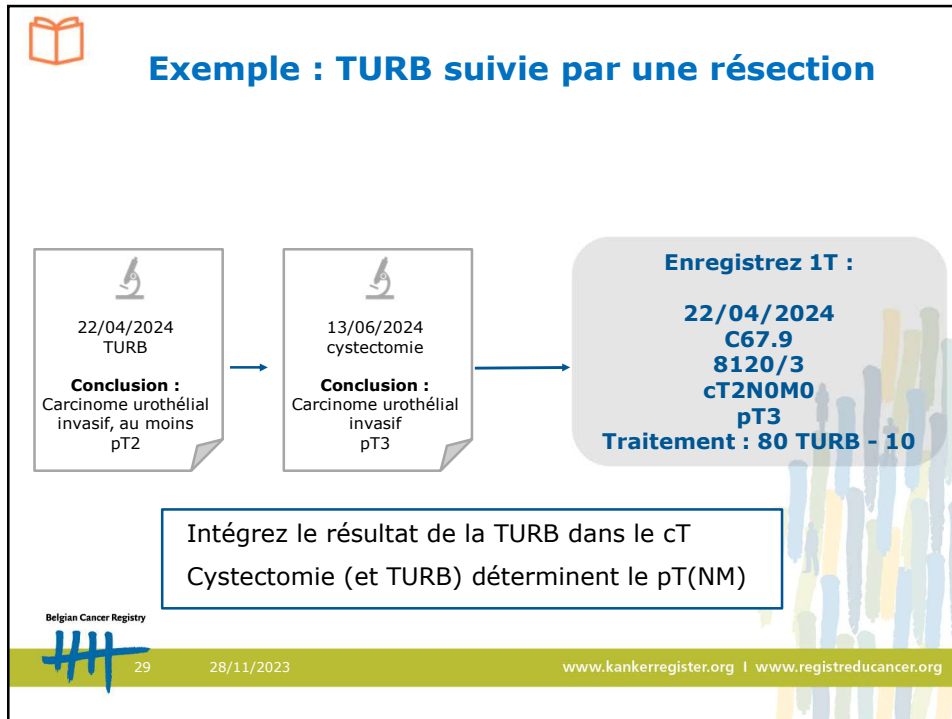 Exemple : TURB suivie par une résection
22/04/2024
TURB
Conclusion :
Carcinome urothélial
invasif, au moins
pT2
13/06/2024
cystectomie
Conclusion :
Carcinome urothélial
invasif
pT3
Enregistrez 1T :
22/04/2024
C67.9
8120/3
cT2N0M0
pT3
Traitement : 80 TURB - 10
Intégrez le résultat de la TURB dans le cT
Cystectomie (et TURB) déterminent le pT(NM)
Belgian Cancer Registry
29 28/11/2023 www.kankerregister.org I www.registreducancer.org